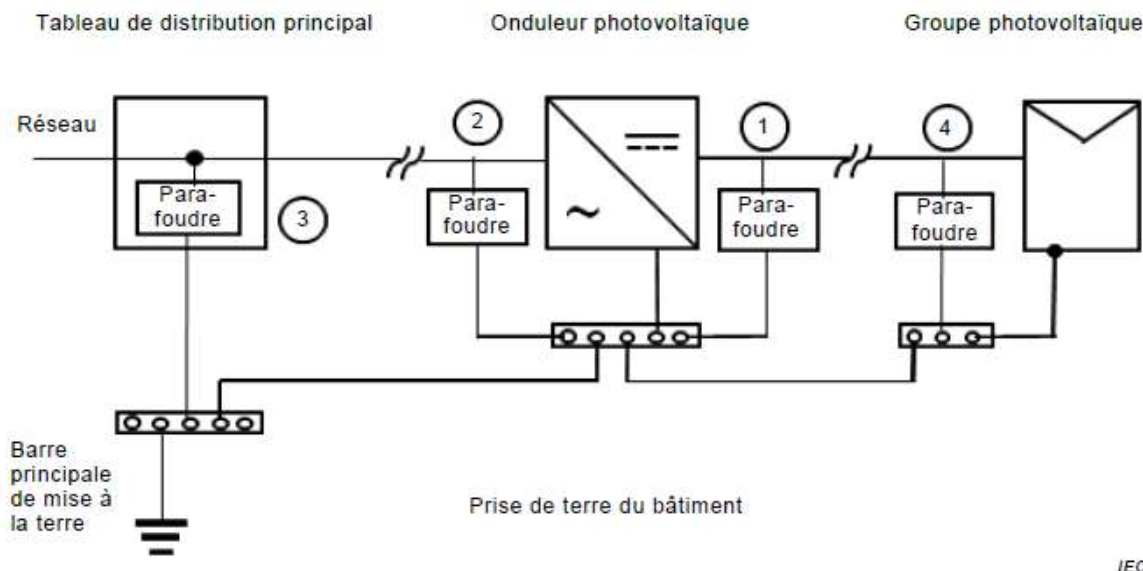 Tableau de distribution principal
Onduleur photovoltaïque
Groupe photovoltaïque
Réseau
2
1
4
Para-
foudre
3
Para-
foudre
Para-
foudre
Para-
foudre
~
Barre
principale
de mise à
la terre
Prise de terre du bâtiment
IEC